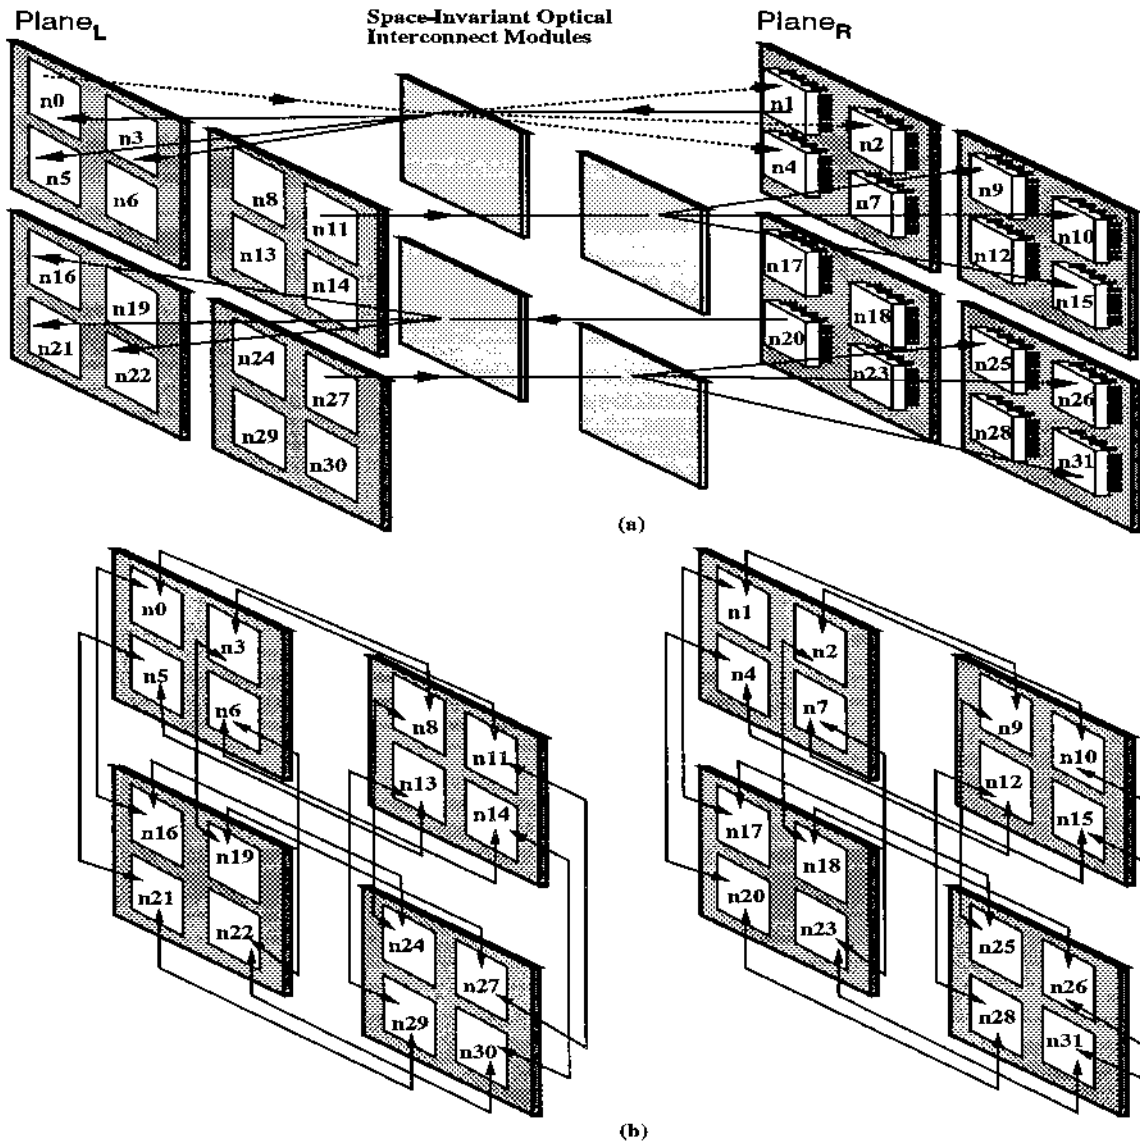 Plane_L
Space-Invariant Optical
Interconnect Modules
Plane_R
n0
n3
n5
n6
n8
n11
n13
n14
n16
n19
n21
n22
n24
n27
n29
n30
n1
n2
n4
n7
n9
n10
n12
n15
n17
n18
n20
n23
n25
n26
n28
n31
(a)
n0
n3
n5
n6
n8
n11
n13
n14
n16
n19
n21
n22
n24
n27
n29
n30
n1
n2
n4
n7
n9
n10
n12
n15
n17
n18
n20
n23
n25
n26
n28
n31
(b)